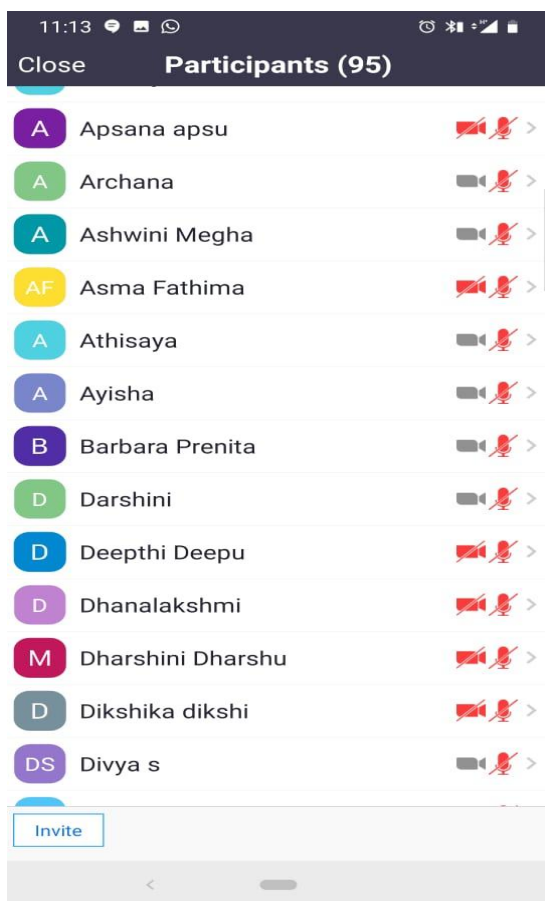 11:13
Close Participants (95)
A Apsana apsu
A Archana
A Ashwini Megha
AF Asma Fathima
A Athisaya
A Ayisha
B Barbara Prenita
D Darshini
D Deepthi Deepu
D Dhanalakshmi
M Dharshini Dharshu
D Dikshika dikshi
DS Divya s
Invite